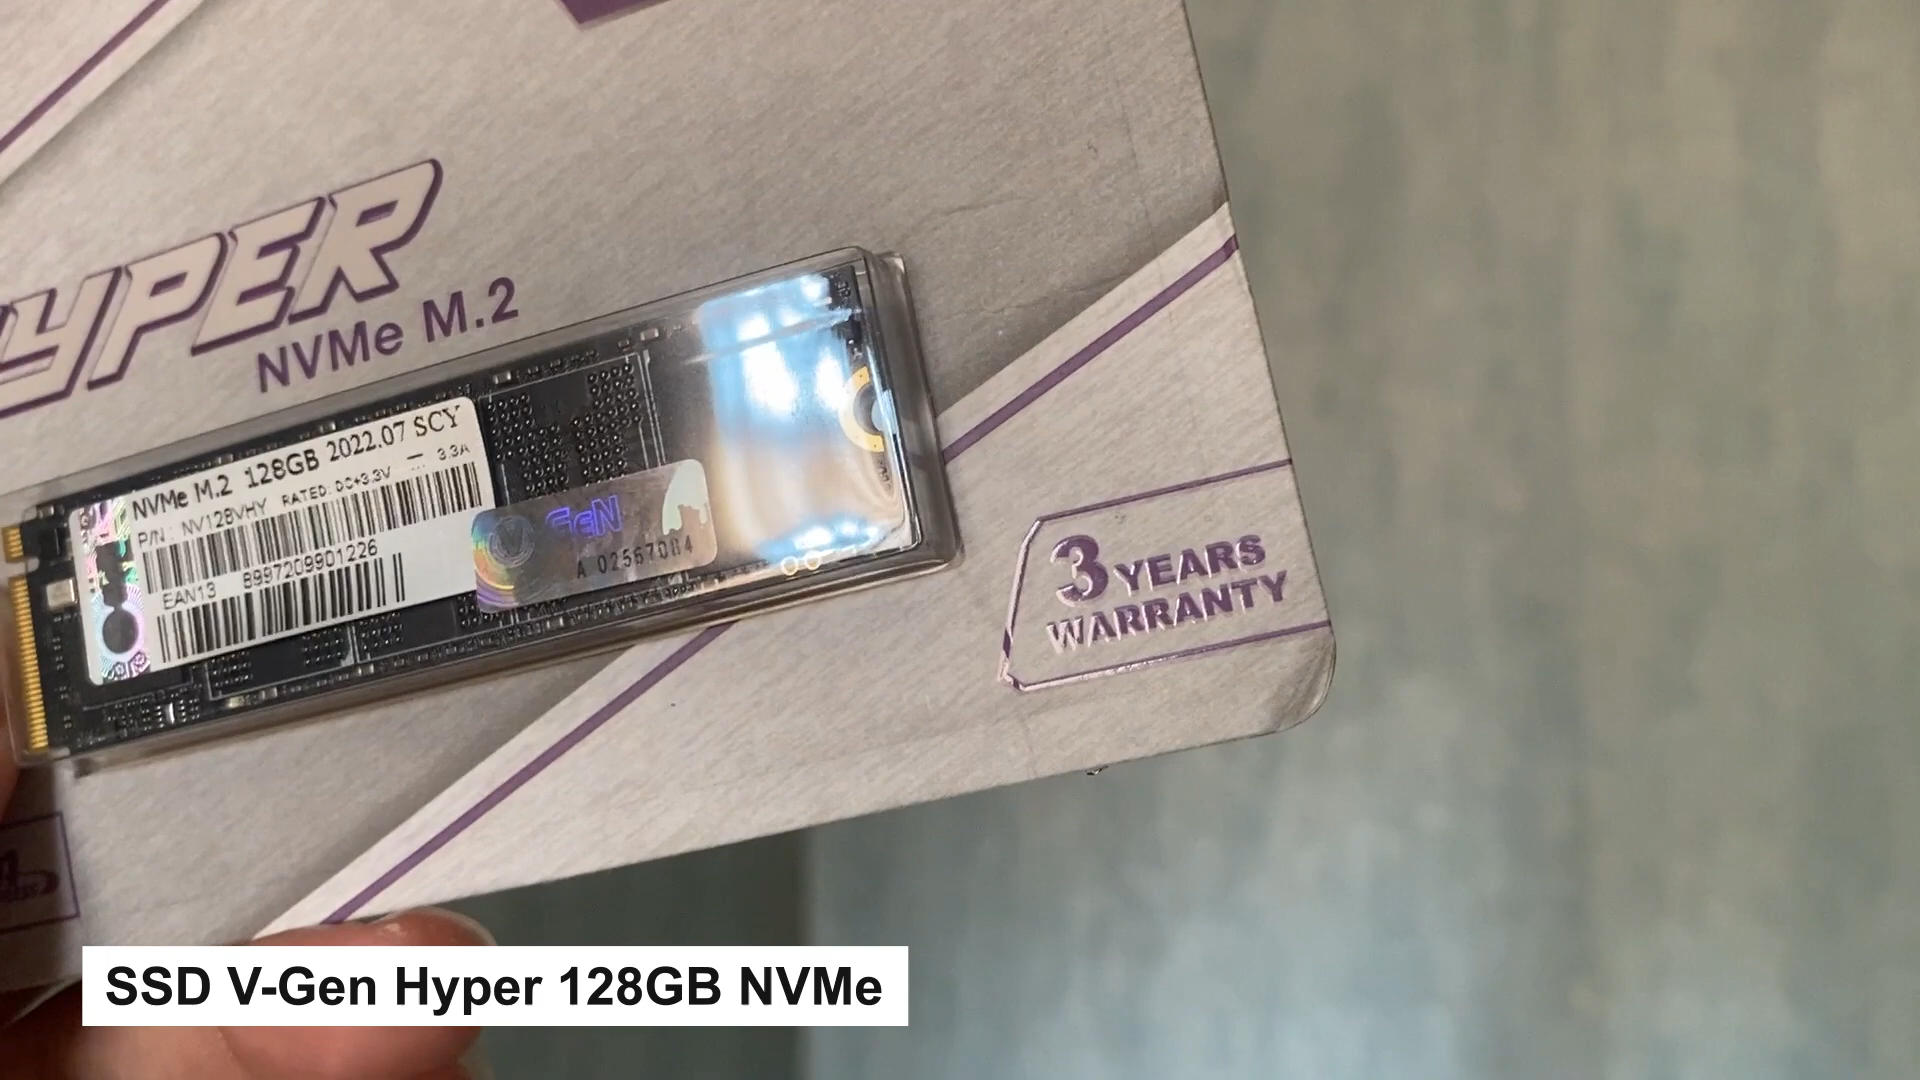 HYPER
NVMe M.2
NVMe M.2 128GB 2022.07 SCY
P/N : NV128VHY RATED: DC+3.3V ⎓ 3.3A
EAN13 8997209901226
GeN
A 02567084
3 YEARS
WARRANTY
SSD V-Gen Hyper 128GB NVMe